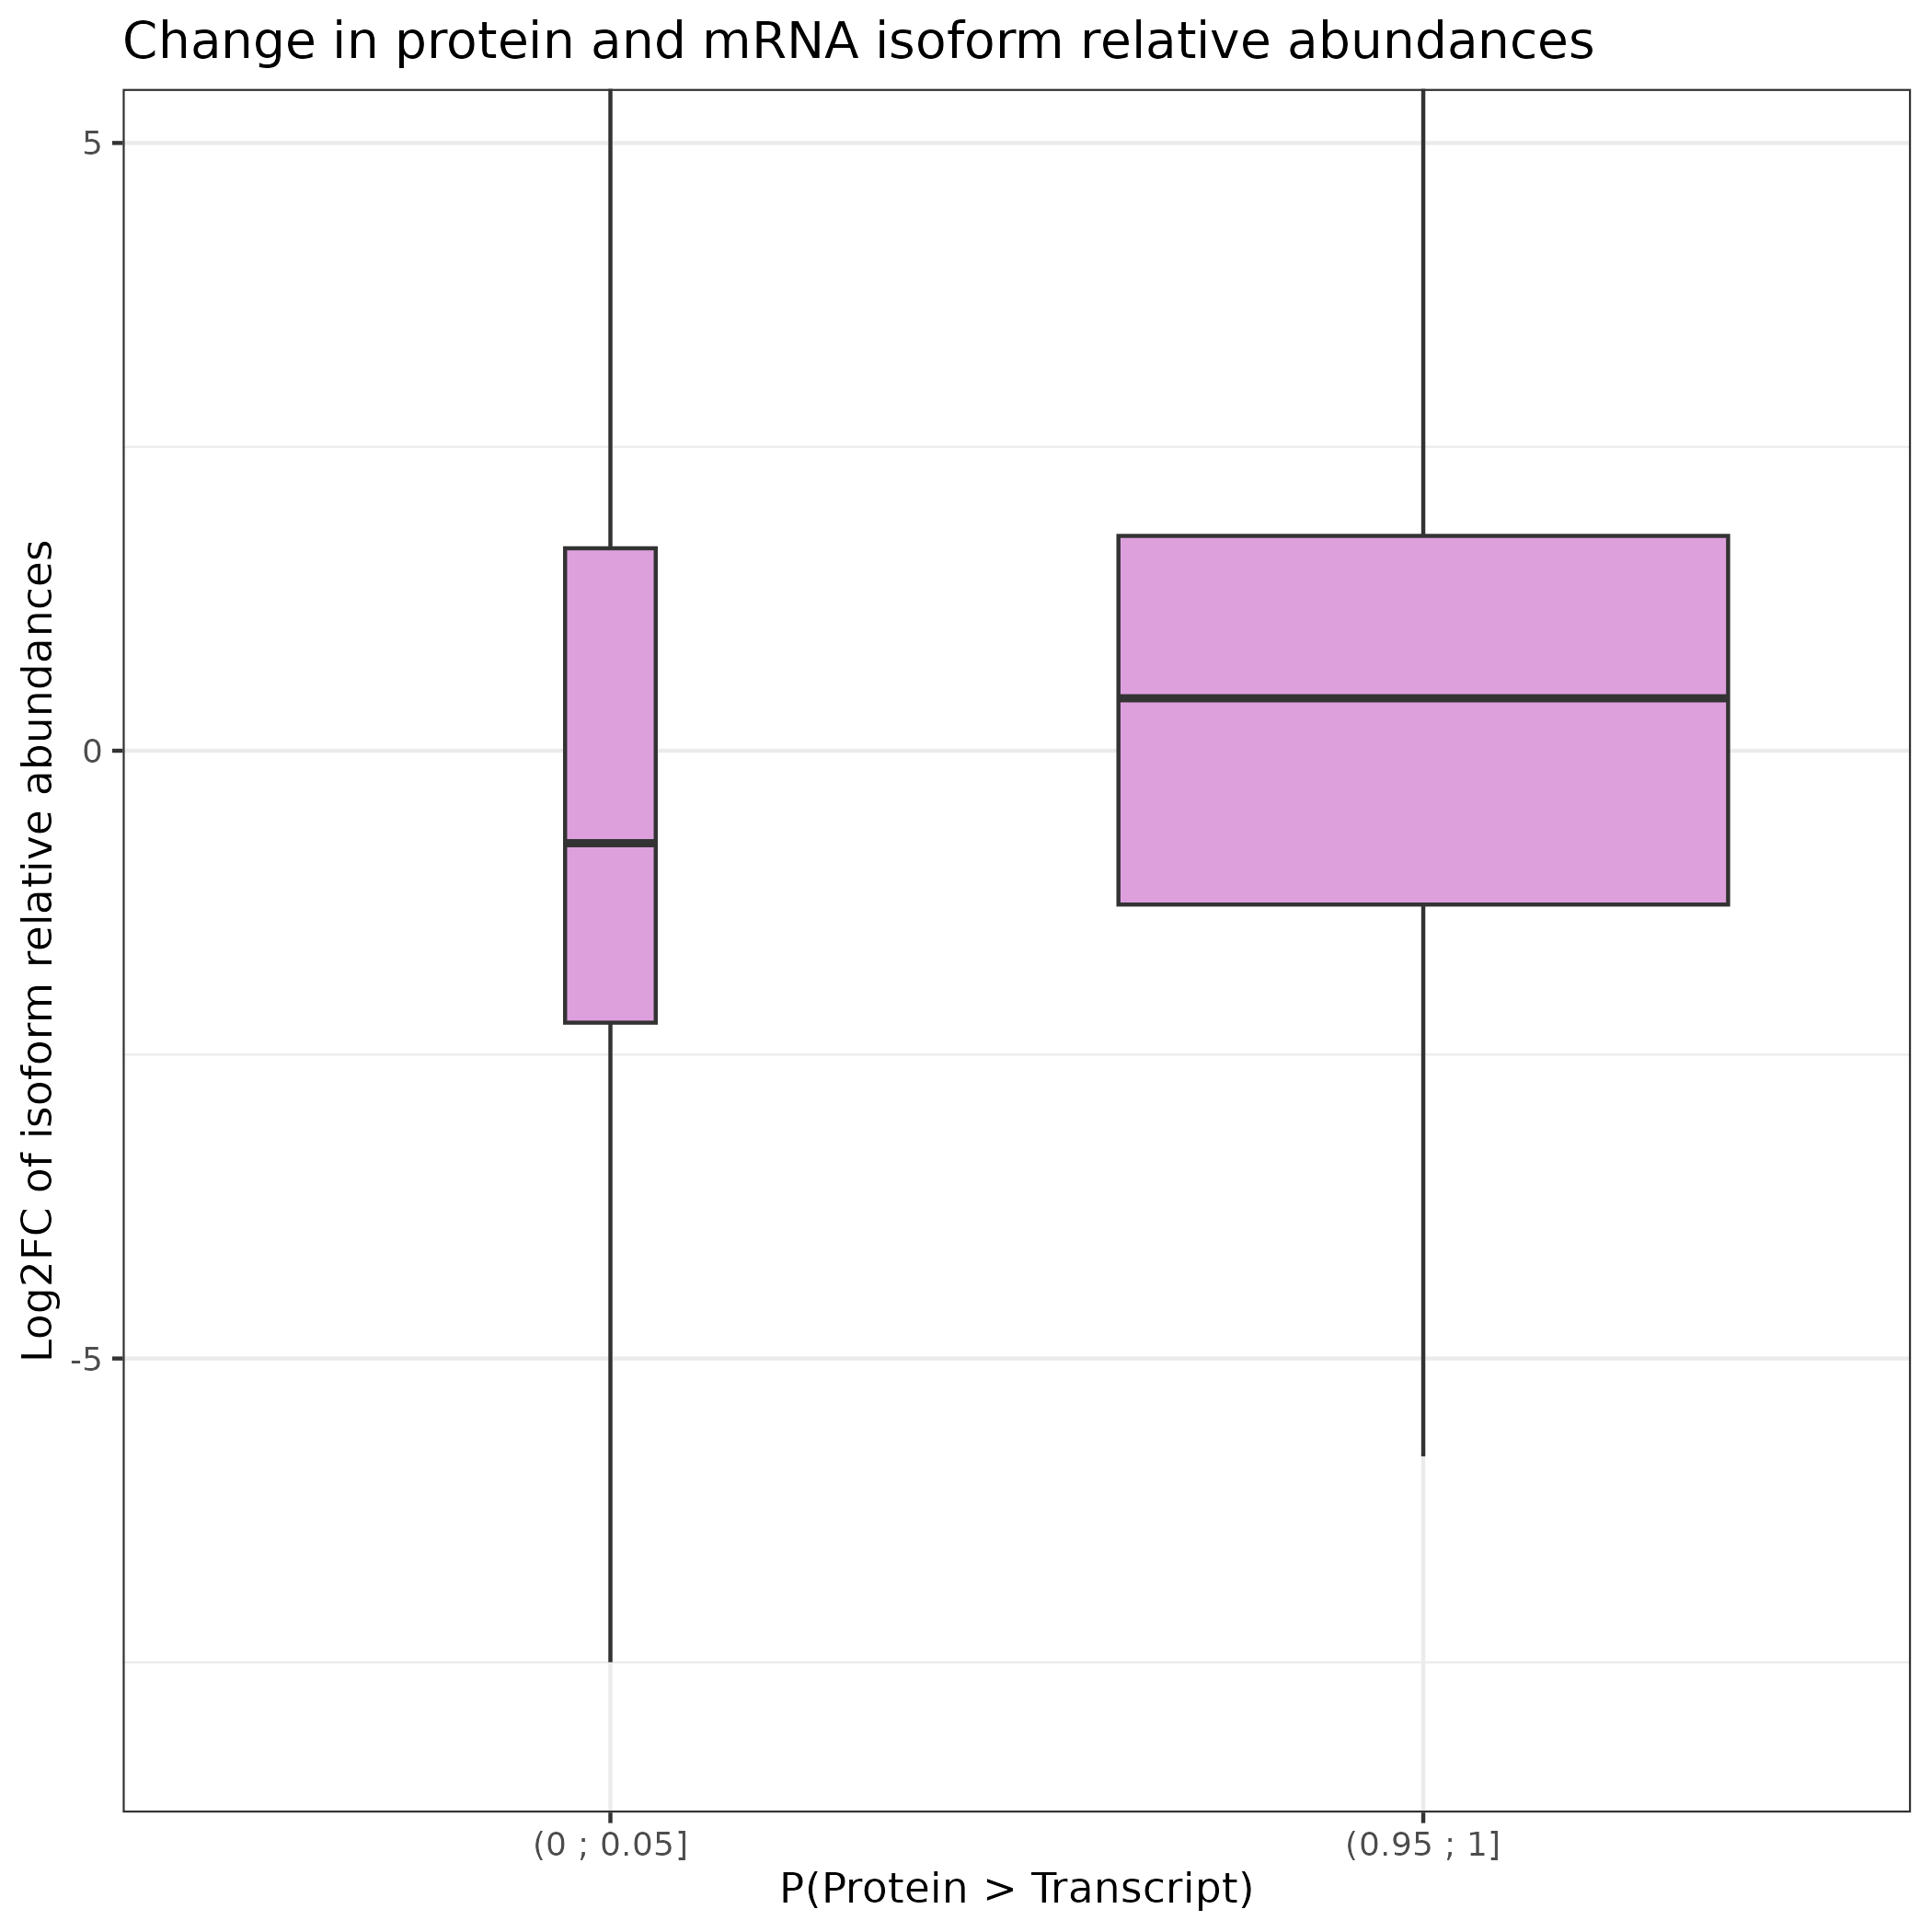 Change in protein and mRNA isoform relative abundances
Log2FC of isoform relative abundances
5
0
-5
(0 ; 0.05]
(0.95 ; 1]
P(Protein > Transcript)